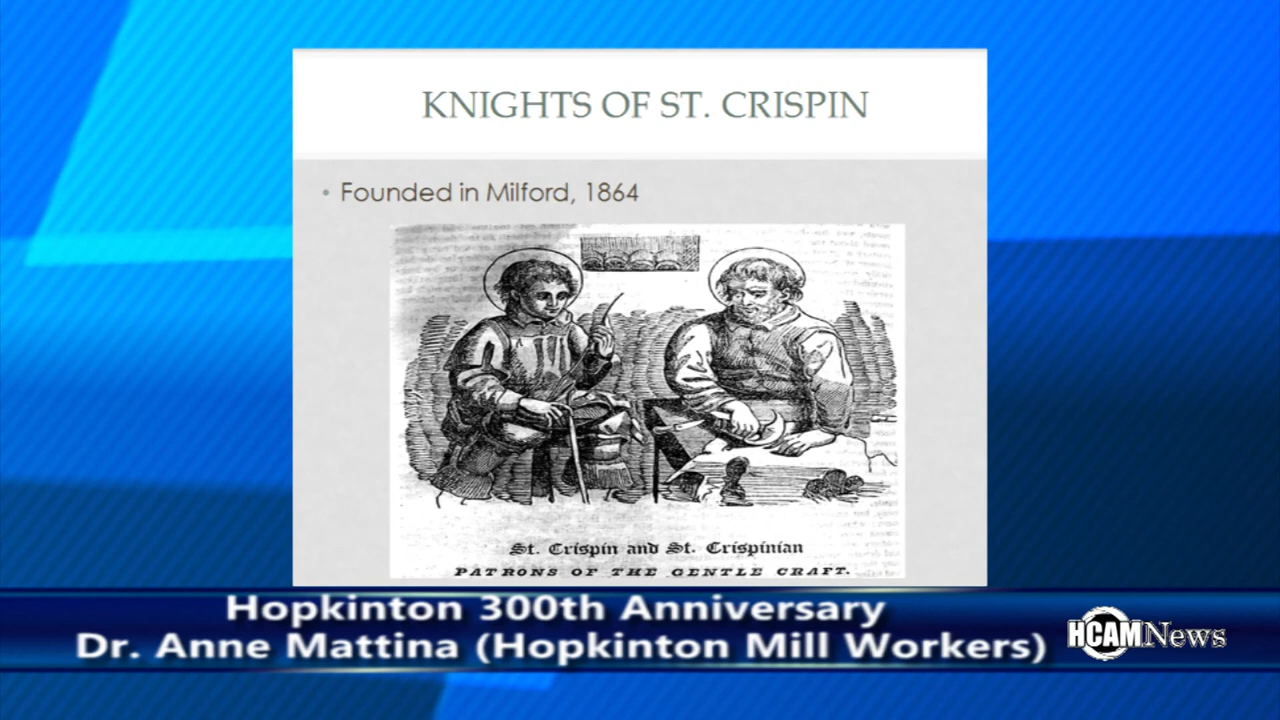 KNIGHTS OF ST. CRISPIN
• Founded in Milford, 1864
St. Crispin and St. Crispinian
PATRONS OF THE GENTLE CRAFT.
Hopkinton 300th Anniversary
Dr. Anne Mattina (Hopkinton Mill Workers)
HCAMNews